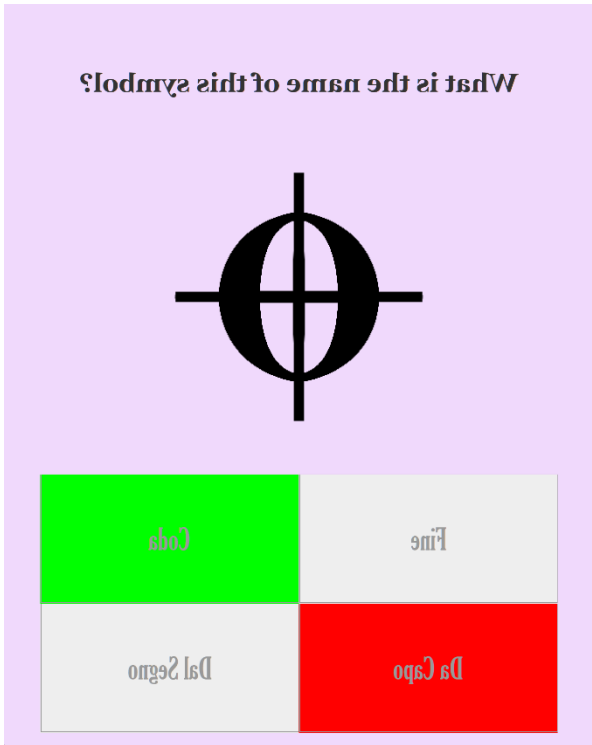 What is the name of this symbol?
Fine
Coda
Da Capo
Dal Segno